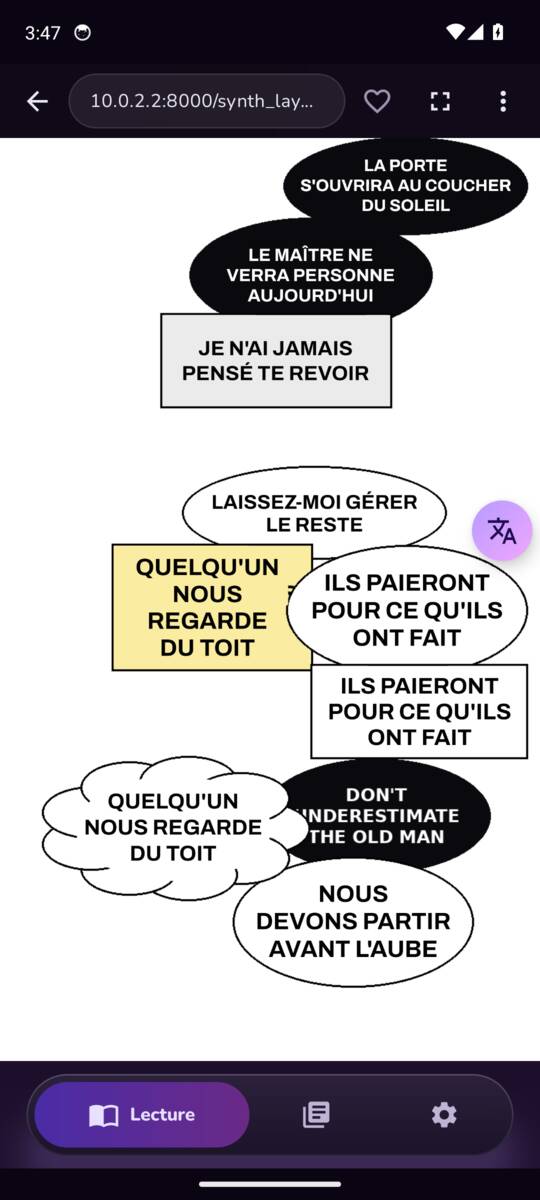 3:47
10.0.2.2:8000/synth_lay...
LA PORTE
S'OUVRIRA AU COUCHER
DU SOLEIL
LE MAÎTRE NE
VERRA PERSONNE
AUJOURD'HUI
JE N'AI JAMAIS
PENSÉ TE REVOIR
LAISSEZ-MOI GÉRER
LE RESTE
QUELQU'UN
NOUS
REGARDE
DU TOIT
ILS PAIERONT
POUR CE QU'ILS
ONT FAIT
ILS PAIERONT
POUR CE QU'ILS
ONT FAIT
QUELQU'UN
NOUS REGARDE
DU TOIT
DON'T
UNDERESTIMATE
THE OLD MAN
NOUS
DEVONS PARTIR
AVANT L'AUBE
Lecture